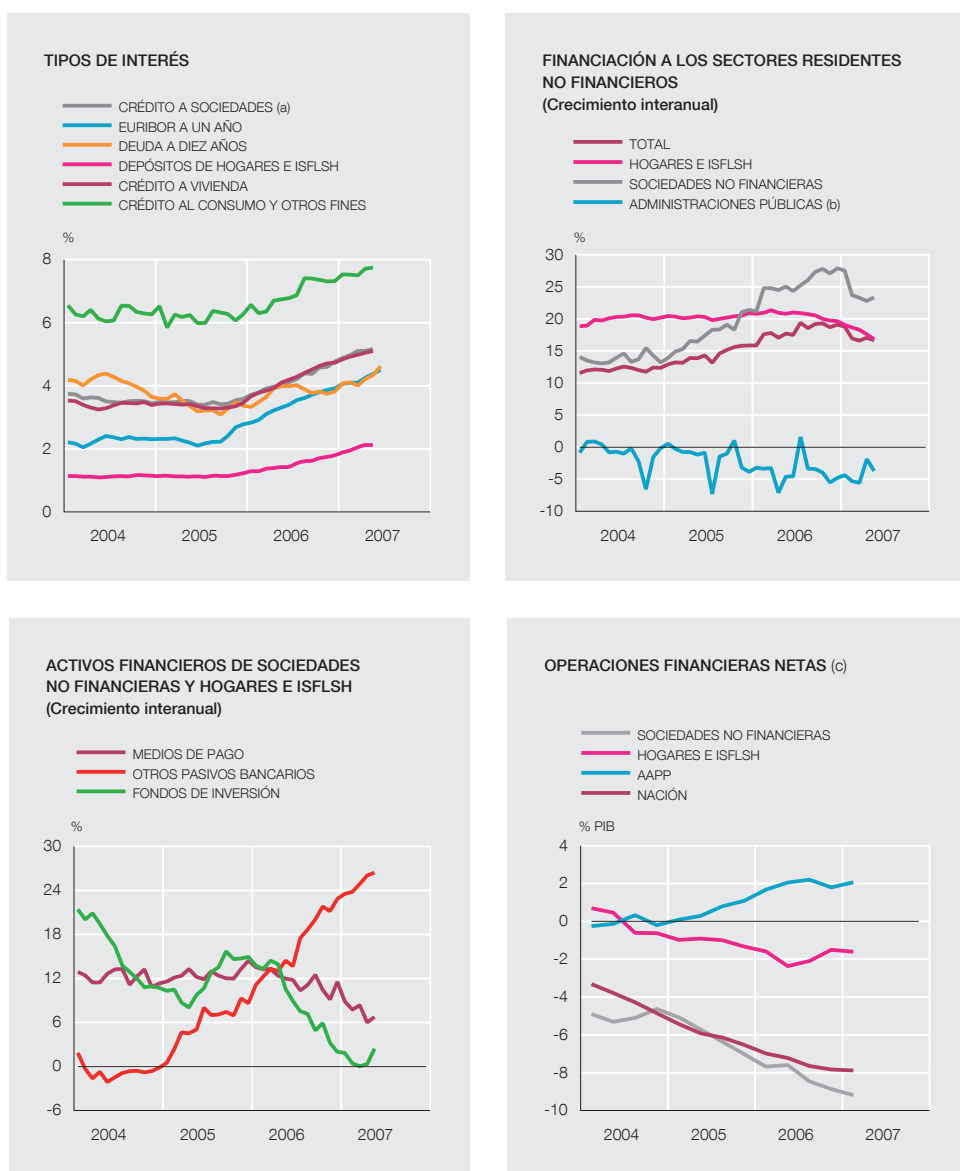 TIPOS DE INTERÉS
CRÉDITO A SOCIEDADES (a)
EURIBOR A UN AÑO
DEUDA A DIEZ AÑOS
DEPÓSITOS DE HOGARES E ISFLSH
CRÉDITO A VIVIENDA
CRÉDITO AL CONSUMO Y OTROS FINES
%
8
6
4
2
0
2004 2005 2006 2007
FINANCIACIÓN A LOS SECTORES RESIDENTES
NO FINANCIEROS
(Crecimiento interanual)
TOTAL
HOGARES E ISFLSH
SOCIEDADES NO FINANCIERAS
ADMINISTRACIONES PÚBLICAS (b)
%
30
25
20
15
10
5
0
-5
-10
2004 2005 2006 2007
ACTIVOS FINANCIEROS DE SOCIEDADES
NO FINANCIERAS Y HOGARES E ISFLSH
(Crecimiento interanual)
MEDIOS DE PAGO
OTROS PASIVOS BANCARIOS
FONDOS DE INVERSIÓN
%
30
24
18
12
6
0
-6
2004 2005 2006 2007
OPERACIONES FINANCIERAS NETAS (c)
SOCIEDADES NO FINANCIERAS
HOGARES E ISFLSH
AAPP
NACIÓN
% PIB
4
2
0
-2
-4
-6
-8
-10
2004 2005 2006 2007